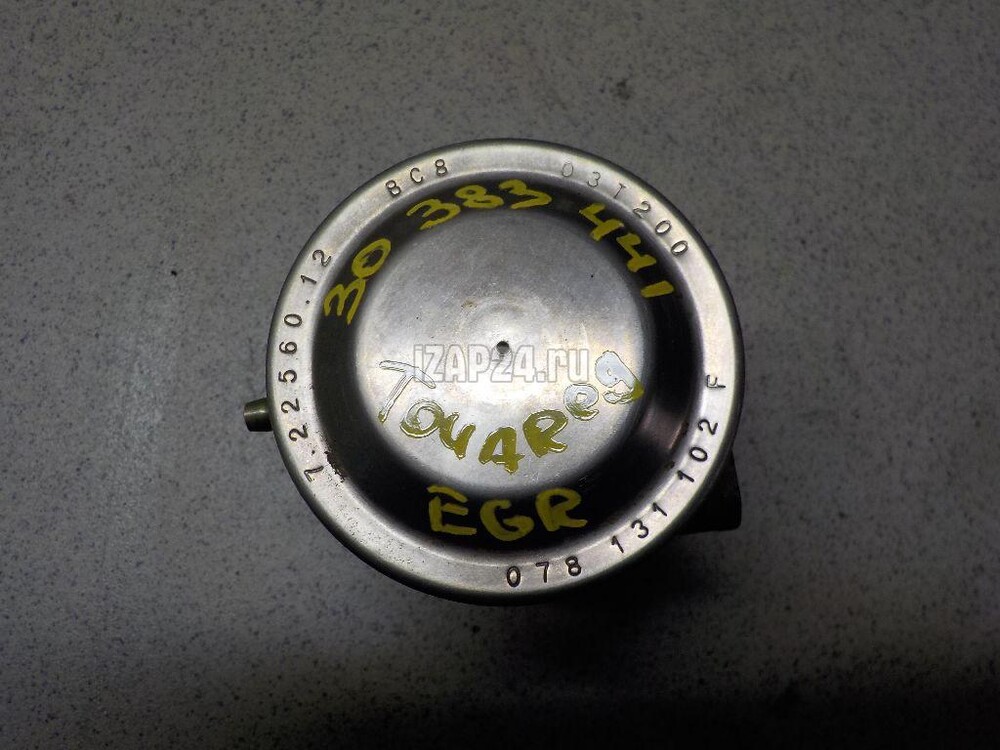 8C8 03T200
7.22560.12
30 383 441
IZAP24.ru
Touareg
EGR
078 131 102 F